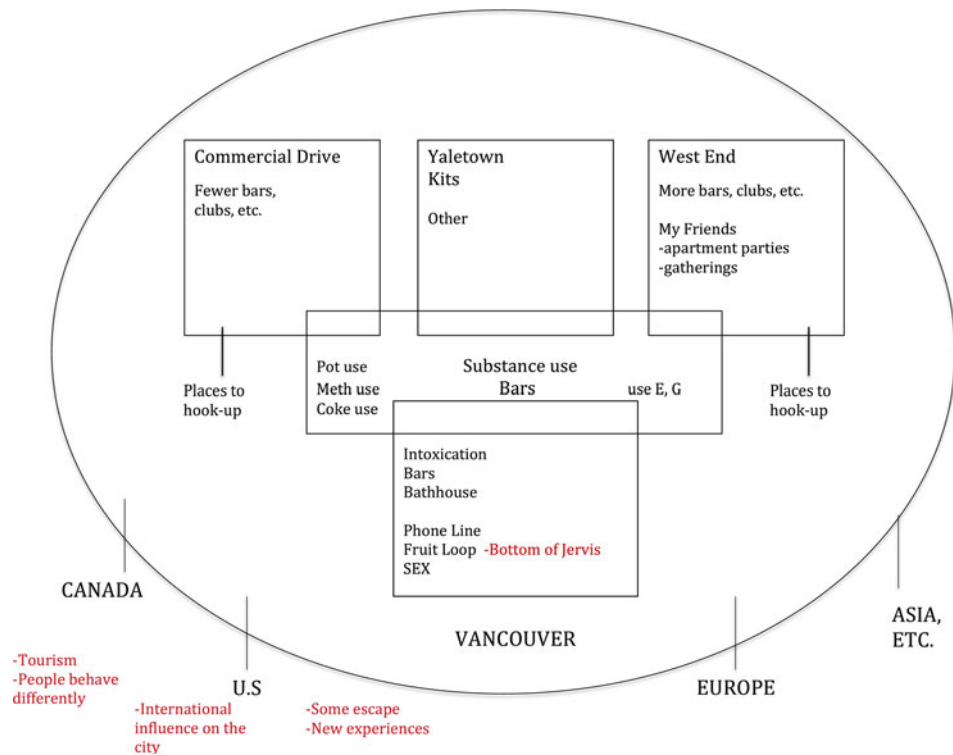 Commercial Drive
Fewer bars,
clubs, etc.
Yaletown
Kits
Other
West End
More bars, clubs, etc.
My Friends
-apartment parties
-gatherings
Places to
hook-up
Pot use
Meth use
Coke use
Substance use
Bars
use E, G
Places to
hook-up
Intoxication
Bars
Bathhouse
Phone Line
Fruit Loop -Bottom of Jervis
SEX
CANADA
ASIA,
ETC.
VANCOUVER
U.S
EUROPE
-Tourism
-People behave
differently
-International
influence on the
city
-Some escape
-New experiences